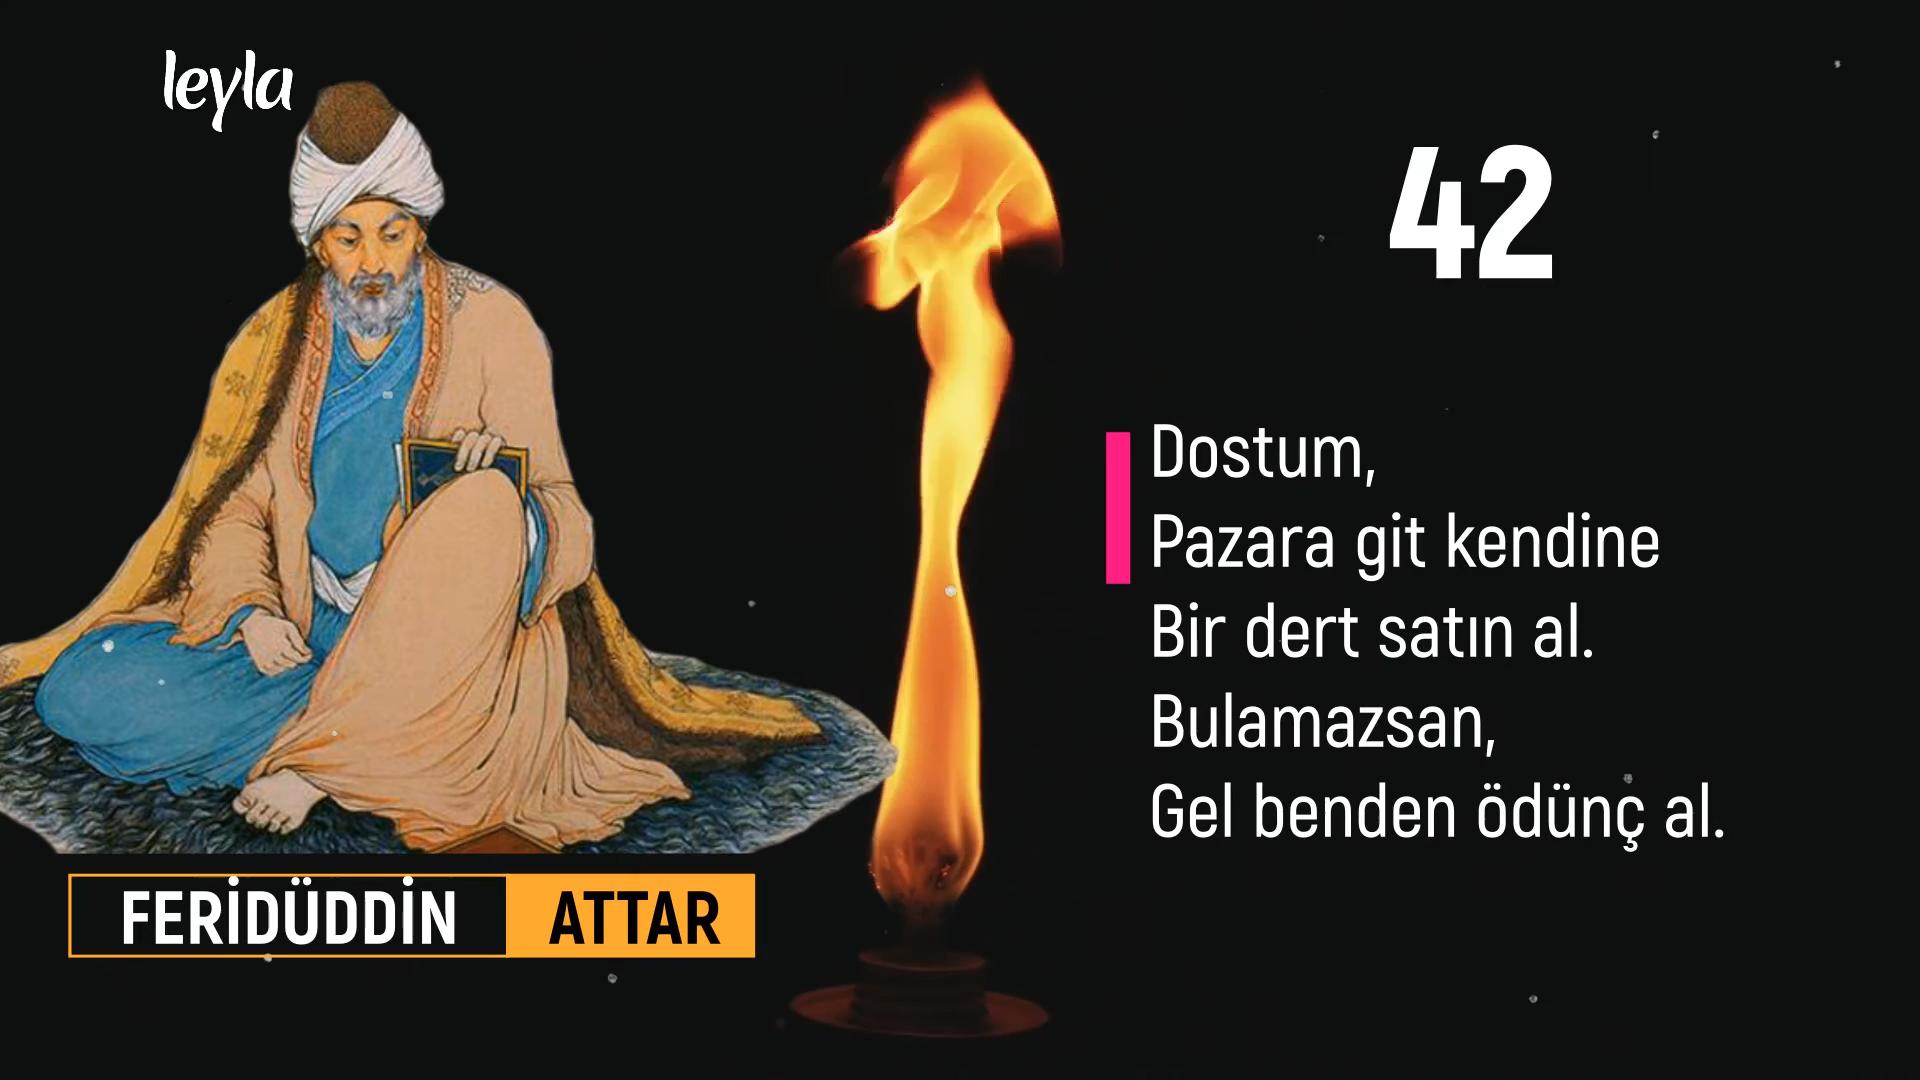 leyla
42
Dostum,
Pazara git kendine
Bir dert satın al.
Bulamazsan,
Gel benden ödünç al.
FERİDÜDDİN ATTAR